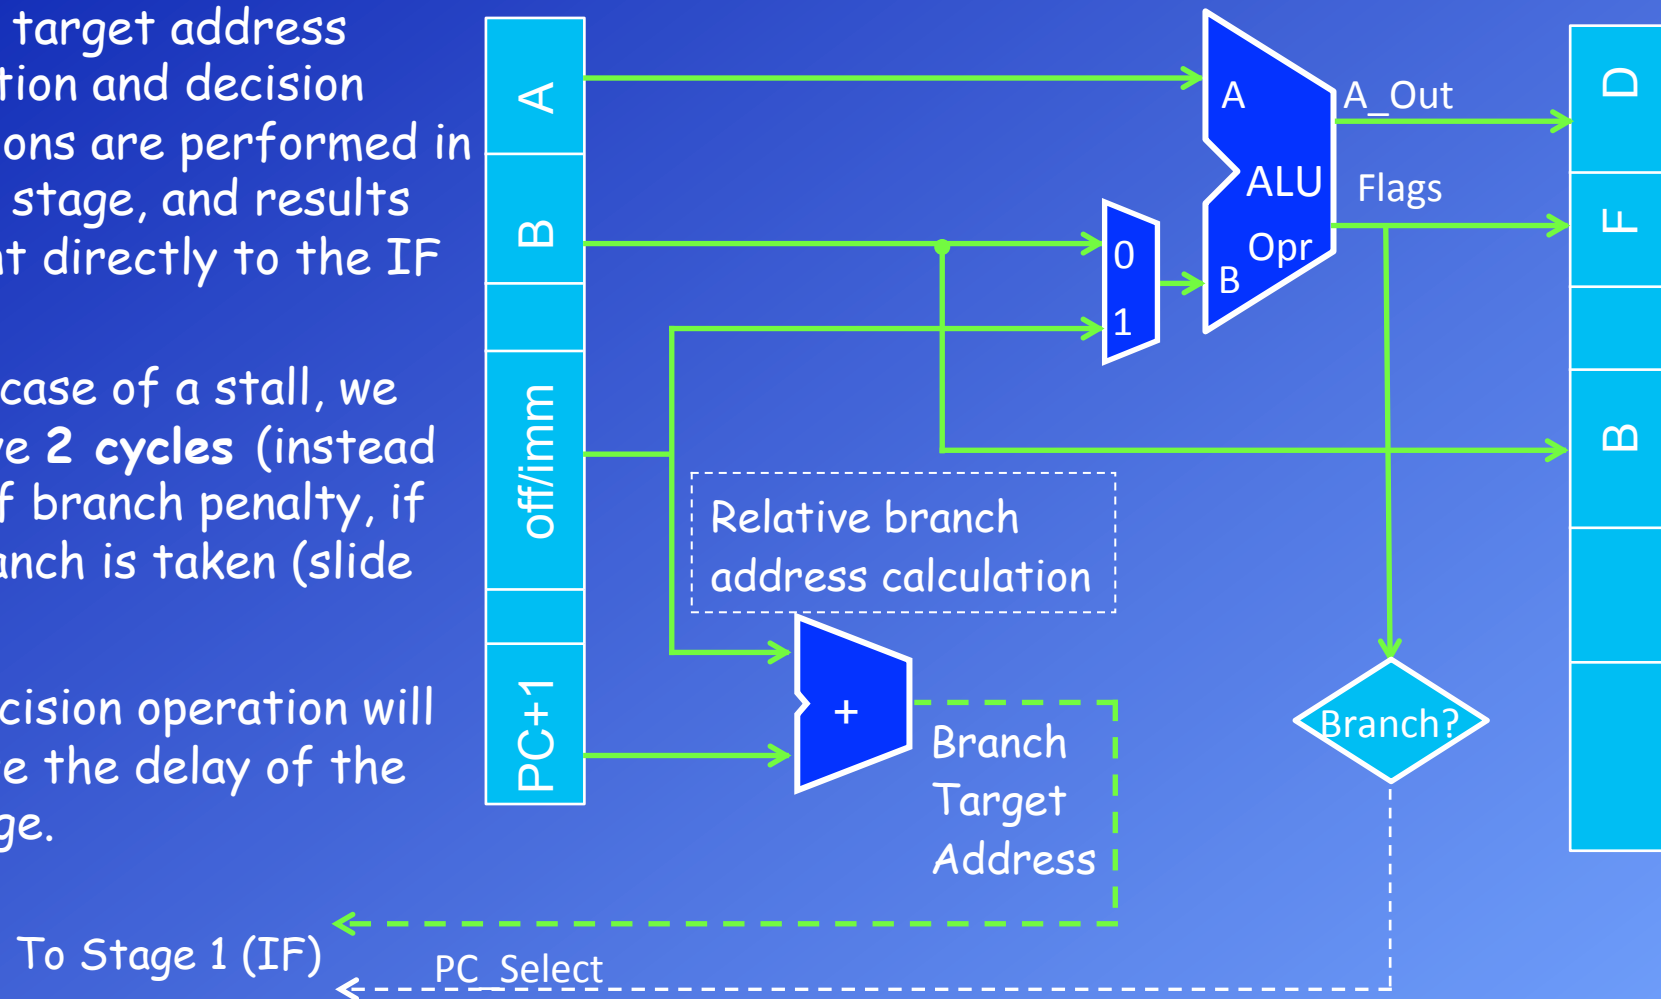 target address
tion and decision
ons are performed in
stage, and results
nt directly to the IF
case of a stall, we
ve 2 cycles (instead
f branch penalty, if
anch is taken (slide
cision operation will
e the delay of the
ge.
To Stage 1 (IF)
PC_Select
A
B
off/imm
PC+1
0
1
A
ALU
Opr
B
A_Out
Flags
Relative branch
address calculation
+
Branch
Target
Address
Branch?
D
F
B